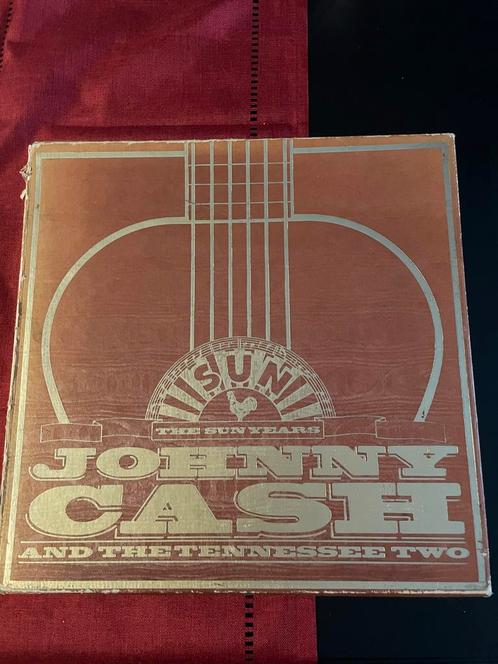 SUN
THE SUN YEARS
JOHNNY
CASH
AND THE TENNESSEE TWO